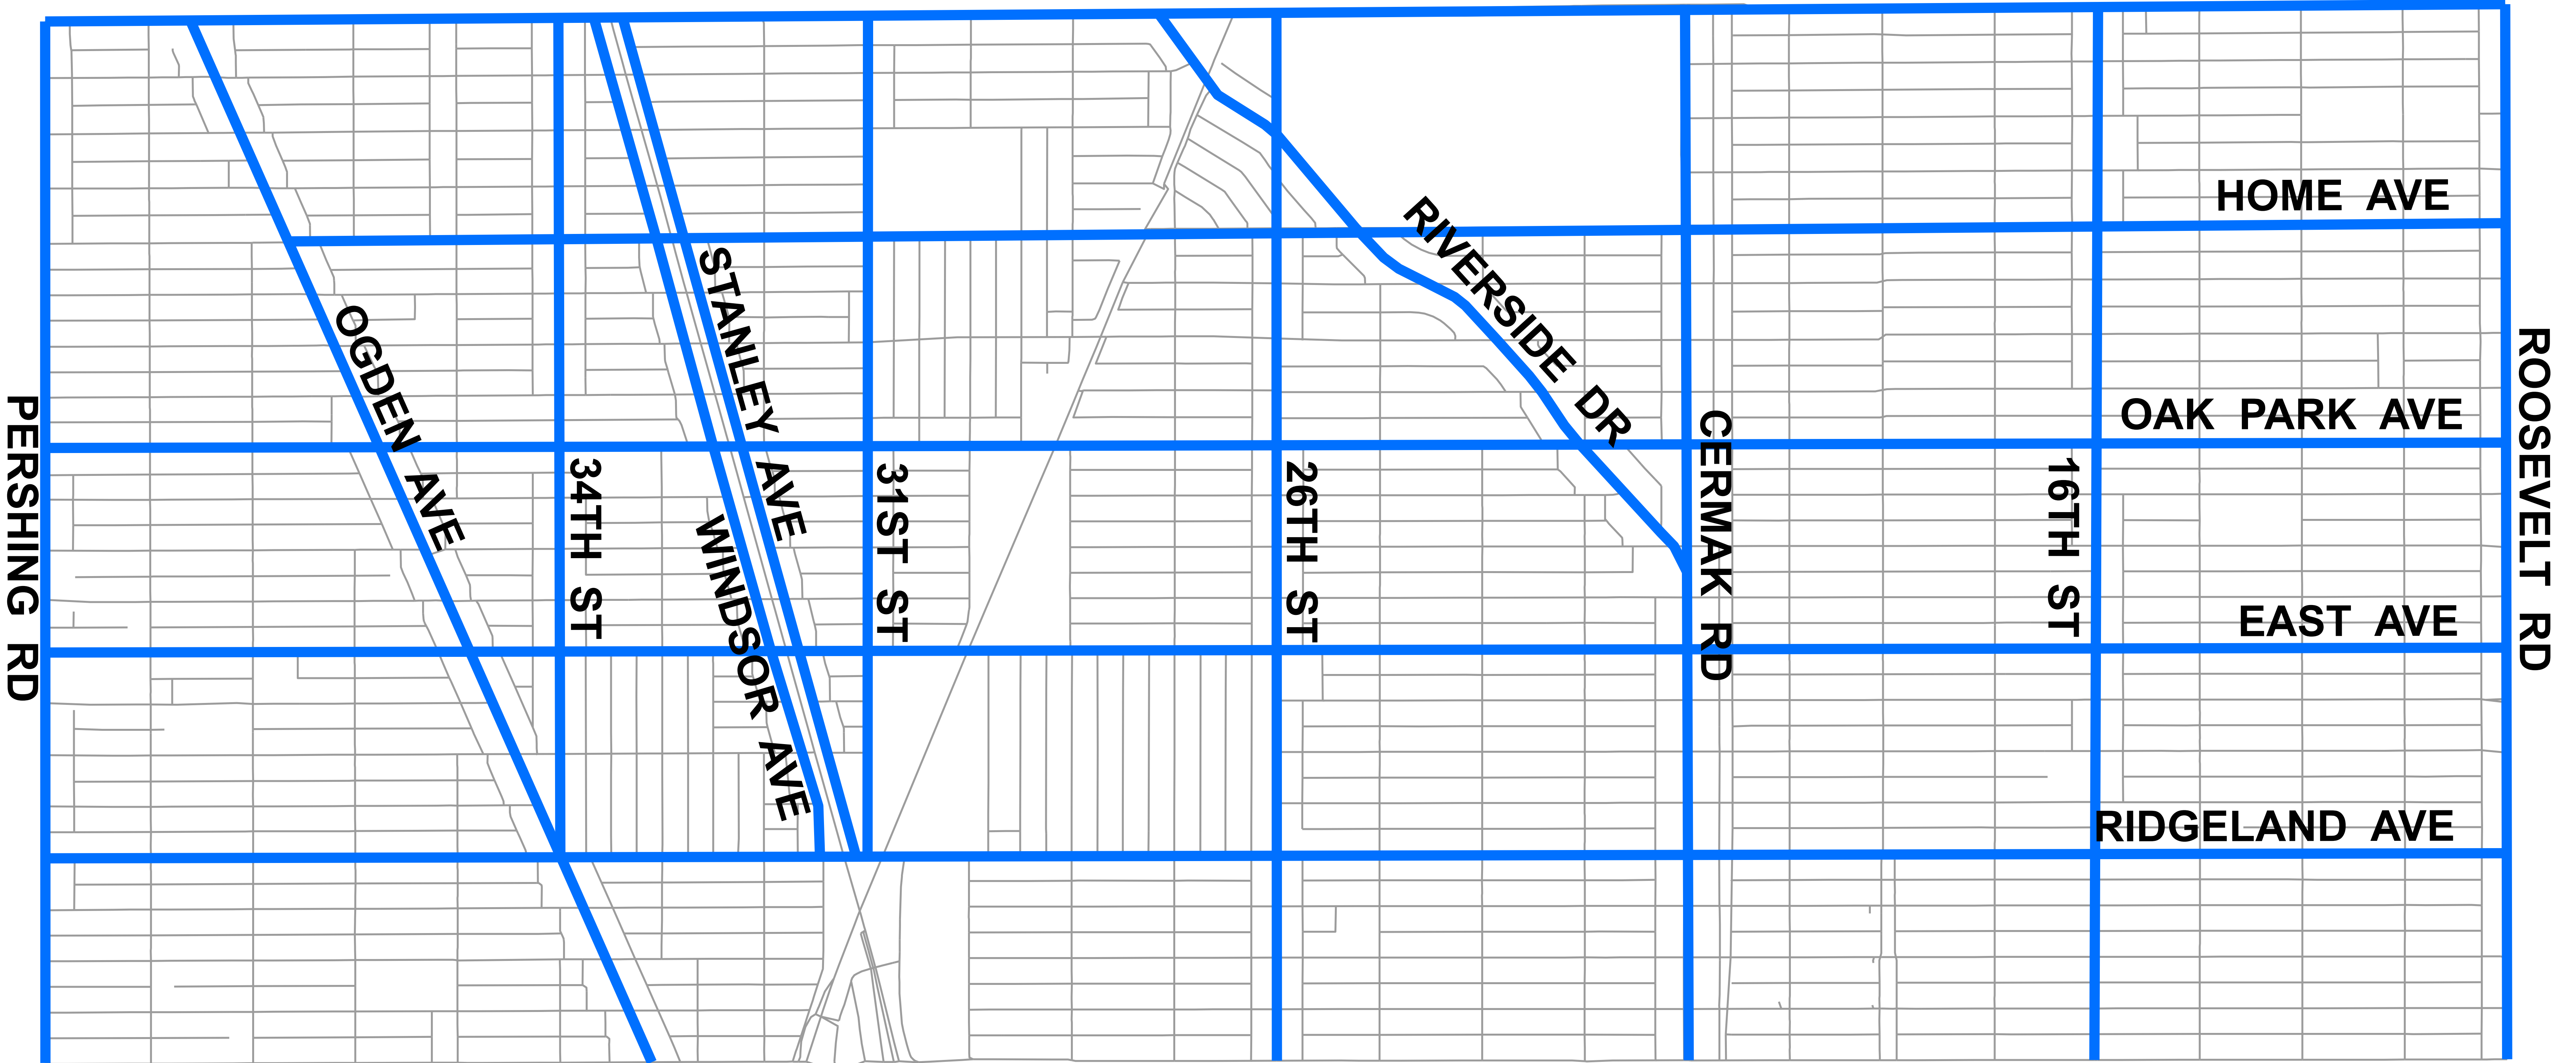 HOME AVE
RIVERSIDE DR
STANLEY AVE
OGDEN AVE
PERSHING RD
ROOSEVELT RD
OAK PARK AVE
CERMAK RD
34TH ST
31ST ST
26TH ST
16TH ST
WINDSOR AVE
EAST AVE
RIDGELAND AVE